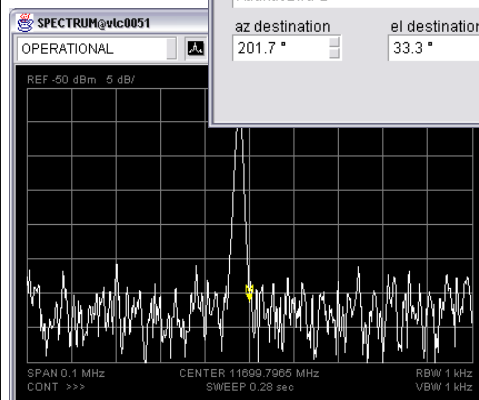 SPECTRUM@vlc0051
OPERATIONAL
az destination
el destination
201.7 °
33.3 °
REF -50 dBm 5 dB/
SPAN 0.1 MHz
CENTER 11699.7965 MHz
RBW 1 kHz
CONT >>>
SWEEP 0.28 sec
VBW 1 kHz